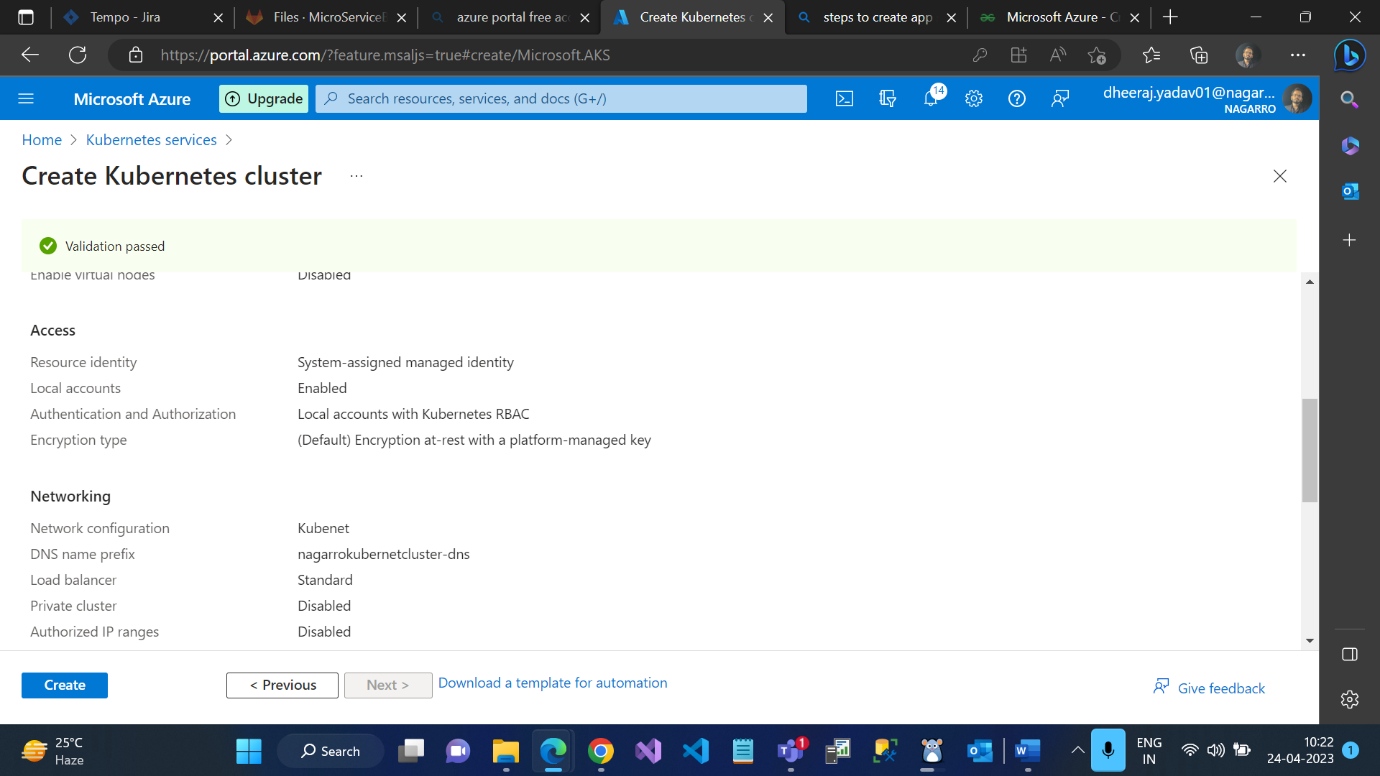 Tempo - Jira
Files · MicroServiceB
azure portal free acc
Create Kubernetes c
steps to create app
Microsoft Azure - C
https://portal.azure.com/?feature.msaljs=true#create/Microsoft.AKS
Microsoft Azure
Upgrade
Search resources, services, and docs (G+/)
14
dheeraj.yadav01@nagar...
NAGARRO
Home > Kubernetes services >
Create Kubernetes cluster ...
Validation passed
Enable virtual nodes Disabled
Access
Resource identity System-assigned managed identity
Local accounts Enabled
Authentication and Authorization Local accounts with Kubernetes RBAC
Encryption type (Default) Encryption at-rest with a platform-managed key
Networking
Network configuration Kubenet
DNS name prefix nagarrokubernetcluster-dns
Load balancer Standard
Private cluster Disabled
Authorized IP ranges Disabled
Create
< Previous
Next >
Download a template for automation
Give feedback
25°C
Haze
Search
1
ENG
IN
10:22
24-04-2023
1